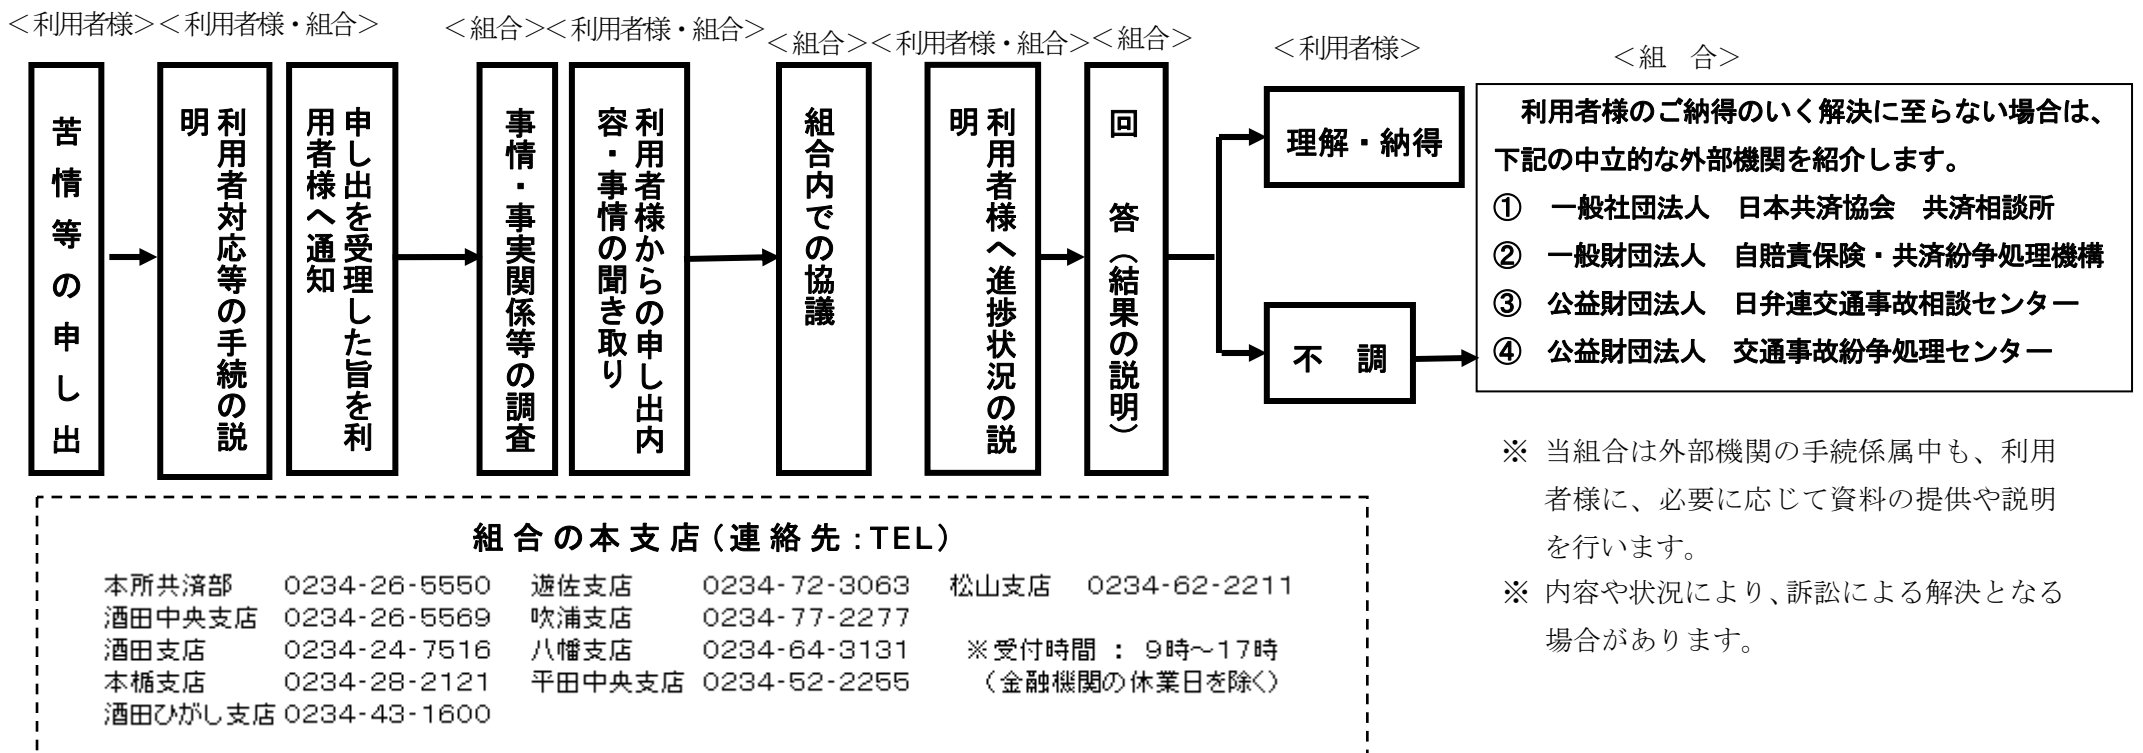 ＜利用者様＞＜利用者様・組合＞
＜組合＞＜利用者様・組合＞
＜組合＞＜利用者様・組合＞＜組合＞
＜利用者様＞
＜組　合＞
苦情等の申し出
利用者対応等の手続の説
明
申し出を受理した旨を利
用者様へ通知
事情・事実関係等の調査
利用者様からの申し出内
容・事情の聞き取り
組合内での協議
利用者様へ進捗状況の説
明
回　答（結果の説明）
理解・納得
不　調
利用者様のご納得のいく解決に至らない場合は、
下記の中立的な外部機関を紹介します。
①　一般社団法人　日本共済協会　共済相談所
②　一般財団法人　自賠責保険・共済紛争処理機構
③　公益財団法人　日弁連交通事故相談センター
④　公益財団法人　交通事故紛争処理センター
※ 当組合は外部機関の手続係属中も、利用
者様に、必要に応じて資料の提供や説明
を行います。
※ 内容や状況により、訴訟による解決となる
場合があります。
組合の本支店（連絡先：TEL）
本所共済部 0234-26-5550 遊佐支店 0234-72-3063 松山支店 0234-62-2211
酒田中央支店 0234-26-5569 吹浦支店 0234-77-2277
酒田支店 0234-24-7516 八幡支店 0234-64-3131 ※受付時間 ： 9時～17時
本楯支店 0234-28-2121 平田中央支店 0234-52-2255 （金融機関の休業日を除く）
酒田ひがし支店 0234-43-1600